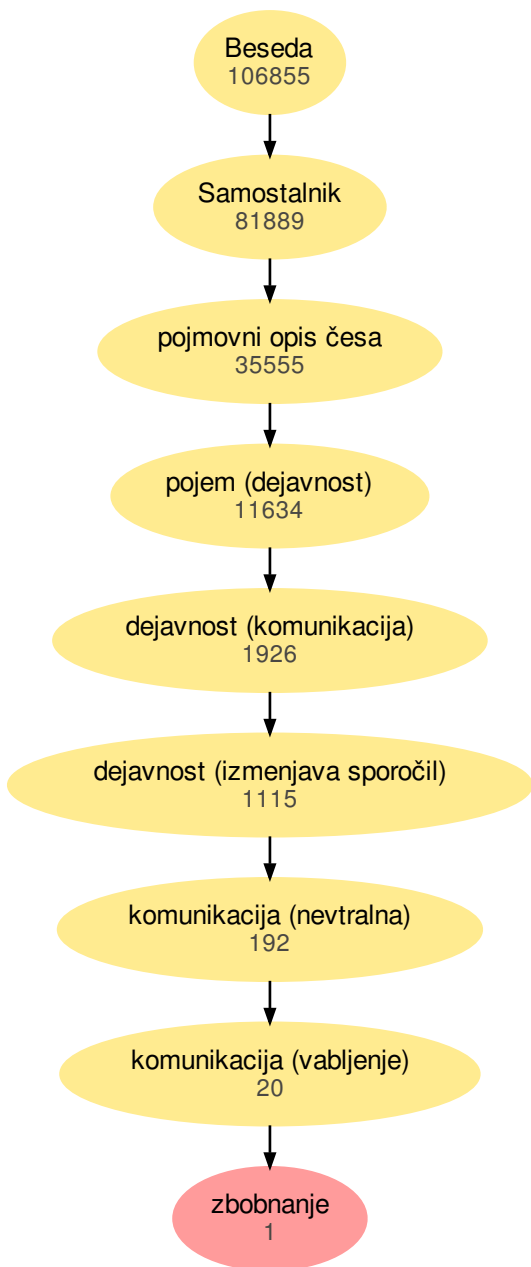 Beseda
106855
Samostalnik
81889
pojmovni opis česa
35555
pojem (dejavnost)
11634
dejavnost (komunikacija)
1926
dejavnost (izmenjava sporočil)
1115
komunikacija (nevtralna)
192
komunikacija (vabljenje)
20
zbobnanje
1